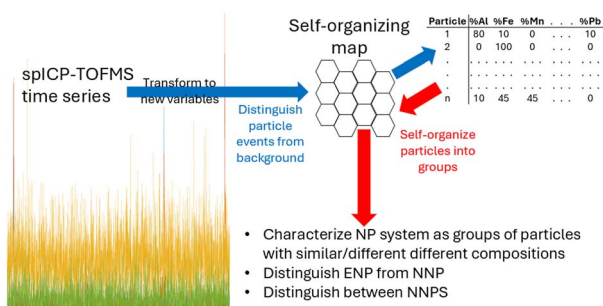 Self-organizing
map
Particle %Al %Fe %Mn . . . %Pb
1 80 10 0 10
2 0 100 0 ... 0
. .... .... .... ... ....
. .... .... .... ... ....
n 10 45 45 ... 0
spICP-TOFMS
time series
Transform to
new variables
Distinguish
particle
events from
background
Self-organize
particles into
groups
• Characterize NP system as groups of particles
with similar/different different compositions
• Distinguish ENP from NNP
• Distinguish between NNPS